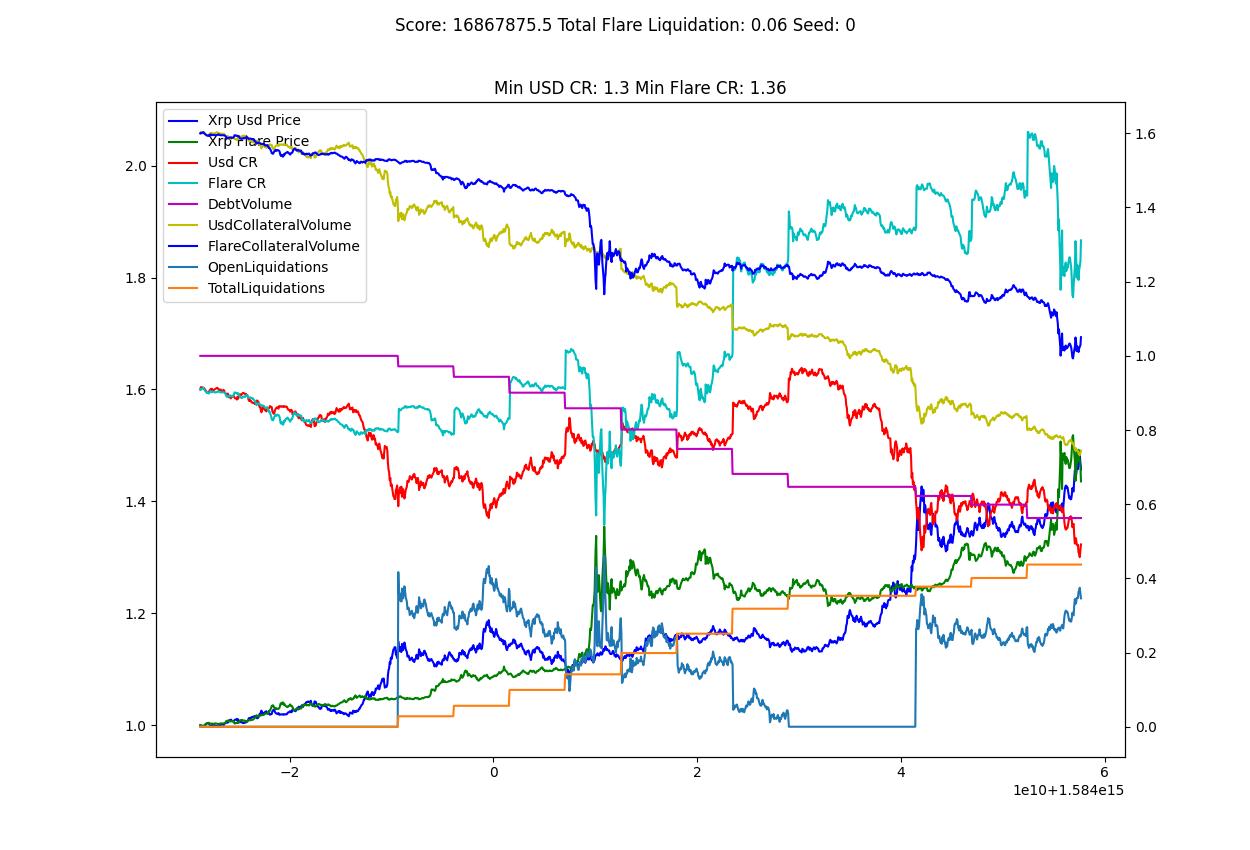 Score: 16867875.5 Total Flare Liquidation: 0.06 Seed: 0
Min USD CR: 1.3 Min Flare CR: 1.36
Xrp Usd Price
Xrp Flare Price
Usd CR
Flare CR
DebtVolume
UsdCollateralVolume
FlareCollateralVolume
OpenLiquidations
TotalLiquidations
2.0
1.8
1.6
1.4
1.2
1.0
1.6
1.4
1.2
1.0
0.8
0.6
0.4
0.2
0.0
−2 0 2 4 6
1e10+1.584e15